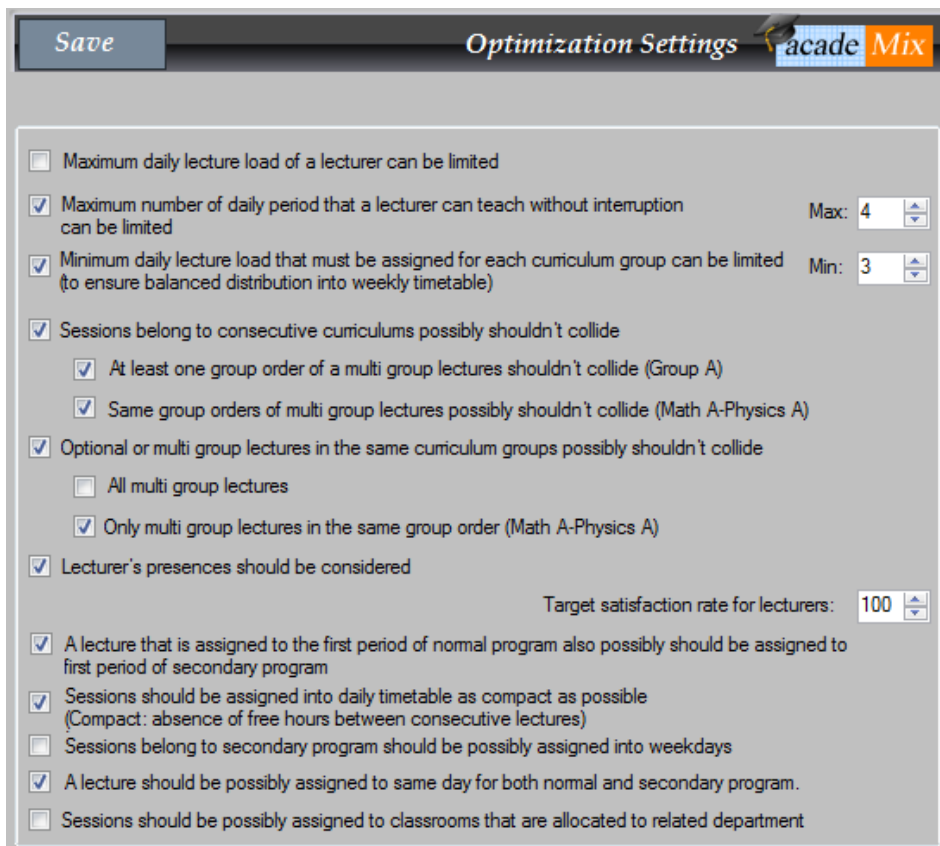 Save
Optimization Settings
acade Mix
Maximum daily lecture load of a lecturer can be limited
Maximum number of daily period that a lecturer can teach without interruption
can be limited
Max: 4
Minimum daily lecture load that must be assigned for each curriculum group can be limited
(to ensure balanced distribution into weekly timetable)
Min: 3
Sessions belong to consecutive curriculums possibly shouldn't collide
At least one group order of a multi group lectures shouldn't collide (Group A)
Same group orders of multi group lectures possibly shouldn't collide (Math A-Physics A)
Optional or multi group lectures in the same curriculum groups possibly shouldn't collide
All multi group lectures
Only multi group lectures in the same group order (Math A-Physics A)
Lecturer's presences should be considered
Target satisfaction rate for lecturers: 100
A lecture that is assigned to the first period of normal program also possibly should be assigned to
first period of secondary program
Sessions should be assigned into daily timetable as compact as possible
(Compact: absence of free hours between consecutive lectures)
Sessions belong to secondary program should be possibly assigned into weekdays
A lecture should be possibly assigned to same day for both normal and secondary program.
Sessions should be possibly assigned to classrooms that are allocated to related department